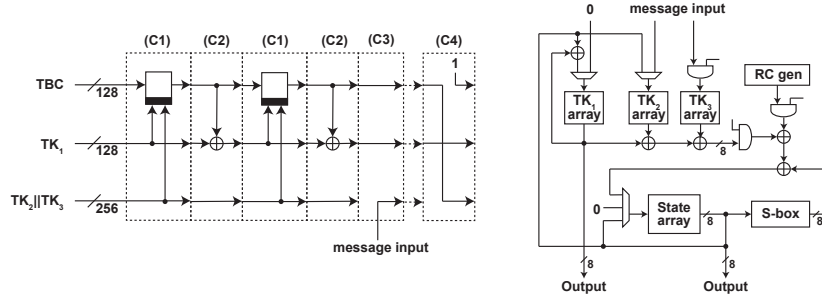 (C1) (C2) (C1) (C2) (C3) (C4)
1
TBC 128
TK1 128
TK2||TK3 256
message input
0 message input
RC gen
TK1 array
TK2 array
TK3 array
8
0
State array
8
S-box
8
8
8
Output
Output